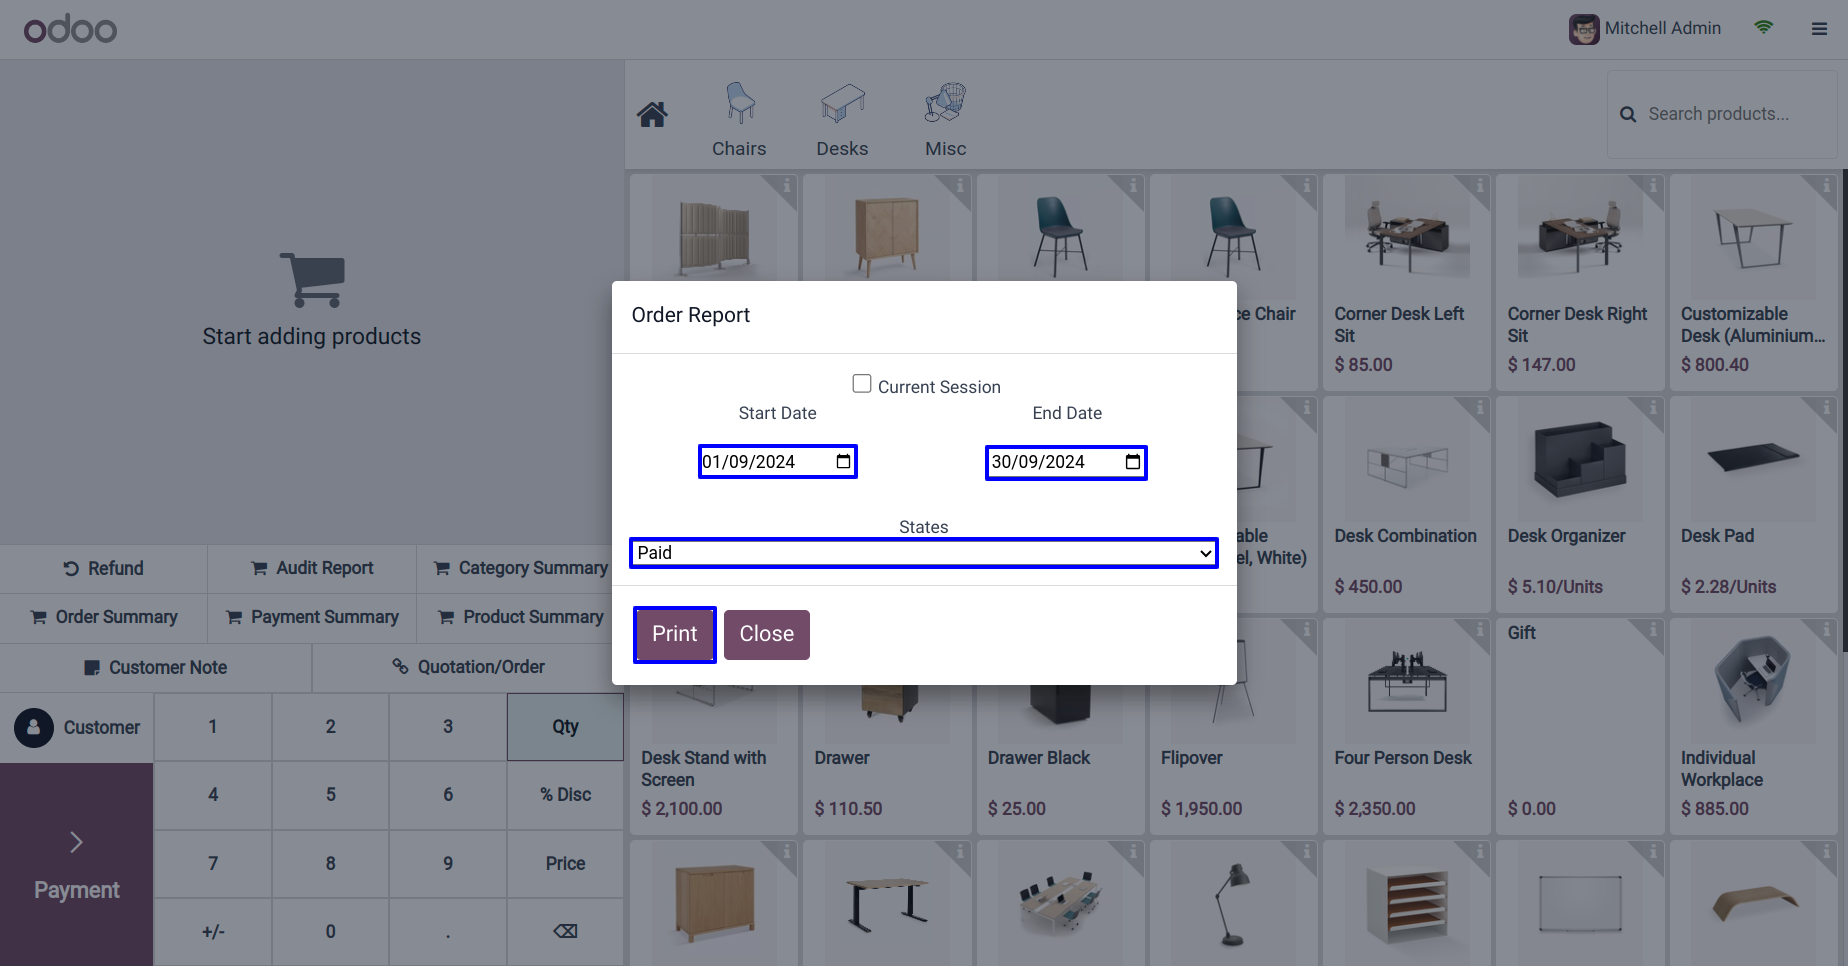 odoo
Mitchell Admin
Chairs
Desks
Misc
Search products...
Start adding products
ce Chair
Corner Desk Left
Sit
$ 85.00
Corner Desk Right
Sit
$ 147.00
Customizable
Desk (Aluminium...
$ 800.40
Order Report
Current Session
Start Date
End Date
01/09/2024
30/09/2024
States
Paid
Print
Close
able
el, White)
Desk Combination
$ 450.00
Desk Organizer
$ 5.10/Units
Desk Pad
$ 2.28/Units
Refund
Audit Report
Category Summary
Order Summary
Payment Summary
Product Summary
Customer Note
Quotation/Order
Customer
1
2
3
Qty
4
5
6
% Disc
7
8
9
Price
+/-
0
.
Payment
Desk Stand with
Screen
$ 2,100.00
Drawer
$ 110.50
Drawer Black
$ 25.00
Flipover
$ 1,950.00
Four Person Desk
$ 2,350.00
Gift
$ 0.00
Individual
Workplace
$ 885.00